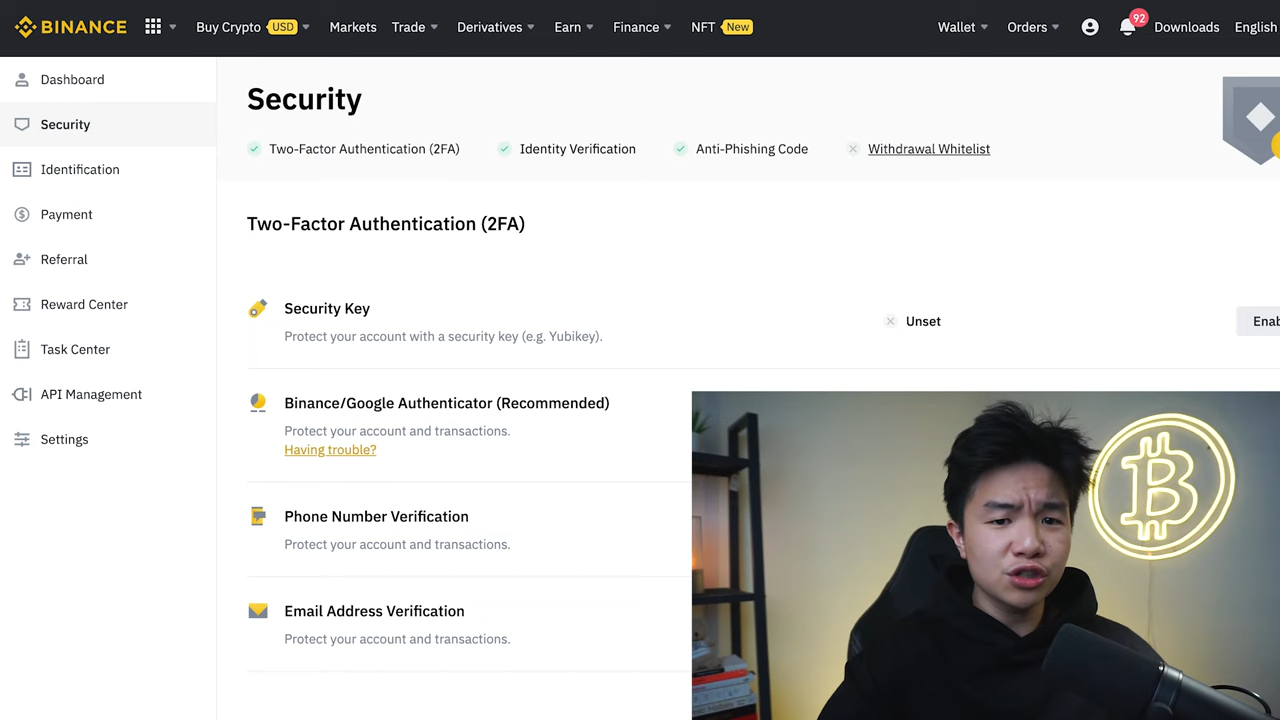 BINANCE
Buy Crypto USD
Markets
Trade
Derivatives
Earn
Finance
NFT New
Wallet
Orders
92
Downloads
English
Dashboard
Security
Identification
Payment
Referral
Reward Center
Task Center
API Management
Settings
Security
Two-Factor Authentication (2FA)
Identity Verification
Anti-Phishing Code
Withdrawal Whitelist
Two-Factor Authentication (2FA)
Security Key
Protect your account with a security key (e.g. Yubikey).
Unset
Enab
Binance/Google Authenticator (Recommended)
Protect your account and transactions.
Having trouble?
Phone Number Verification
Protect your account and transactions.
Email Address Verification
Protect your account and transactions.